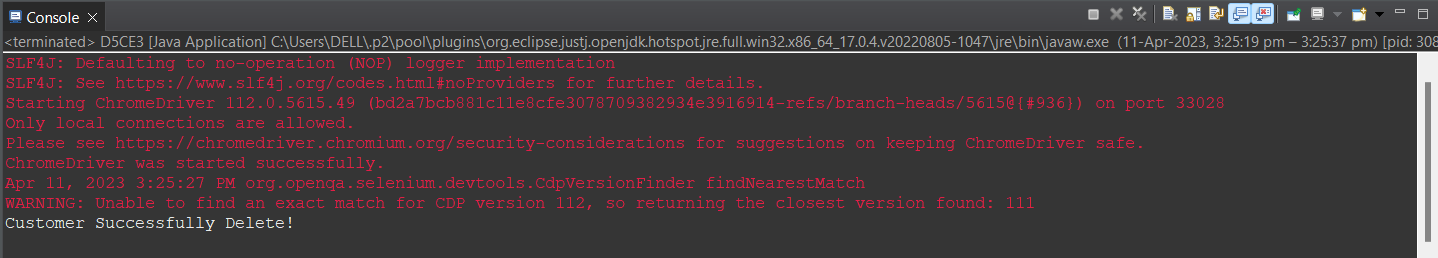 Console
<terminated> D5CE3 [Java Application] C:\Users\DELL\.p2\pool\plugins\org.eclipse.justj.openjdk.hotspot.jre.full.win32.x86_64_17.0.4.v20220805-1047\jre\bin\javaw.exe (11-Apr-2023, 3:25:19 pm – 3:25:37 pm) [pid: 308
SLF4J: Defaulting to no-operation (NOP) logger implementation
SLF4J: See https://www.slf4j.org/codes.html#noProviders for further details.
Starting ChromeDriver 112.0.5615.49 (bd2a7bcb881c11e8cfe3078709382934e3916914-refs/branch-heads/5615@{#936}) on port 33028
Only local connections are allowed.
Please see https://chromedriver.chromium.org/security-considerations for suggestions on keeping ChromeDriver safe.
ChromeDriver was started successfully.
Apr 11, 2023 3:25:27 PM org.openqa.selenium.devtools.CdpVersionFinder findNearestMatch
WARNING: Unable to find an exact match for CDP version 112, so returning the closest version found: 111
Customer Successfully Delete!